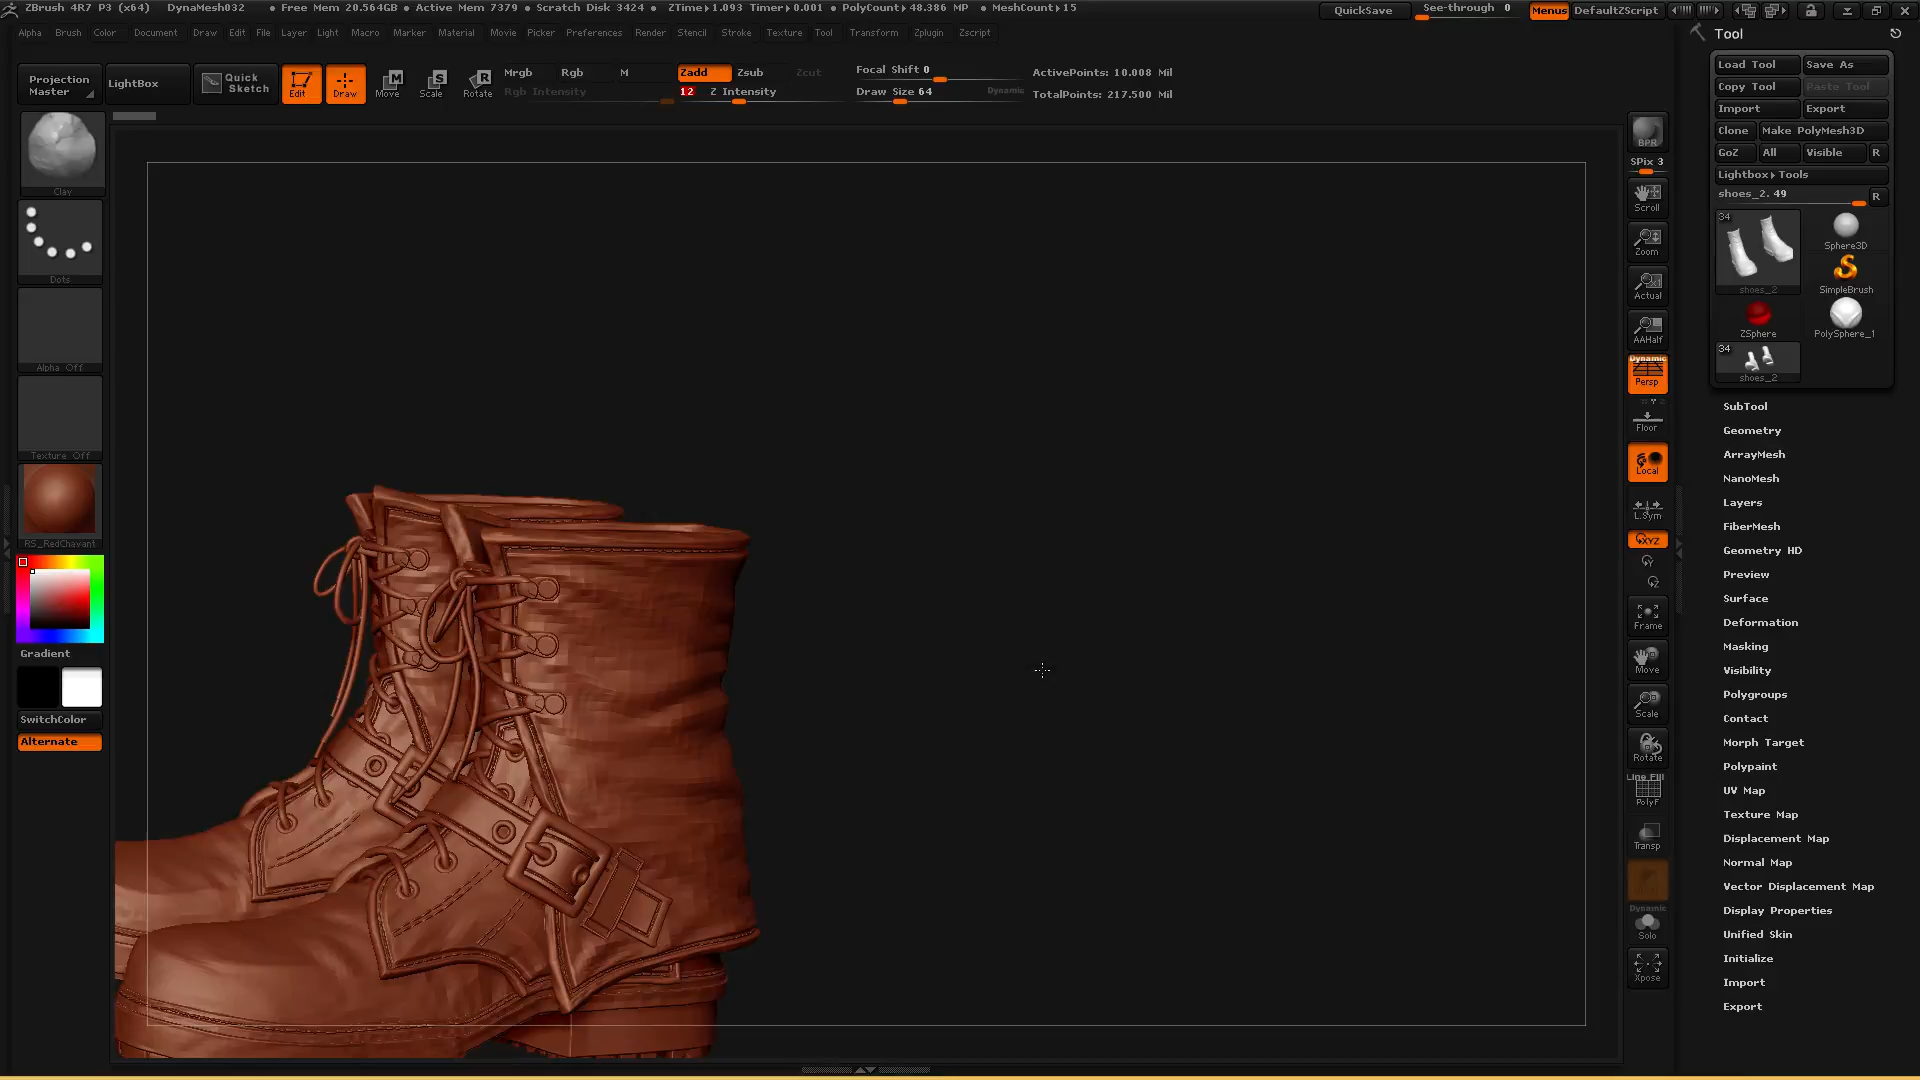 ZBrush 4R7 P3 (x64) DynaMesh032 • Free Mem 20.564GB • Active Mem 7379 • Scratch Disk 3424 • ZTime▸1.093 Timer▸0.001 • PolyCount▸48.386 MP • MeshCount▸15
QuickSave See-through 0 Menus DefaultZScript
Alpha Brush Color Document Draw Edit File Layer Light Macro Marker Material Movie Picker Preferences Render Stencil Stroke Texture Tool Transform Zplugin Zscript
Projection Master
LightBox
Quick Sketch
Edit
Draw
Move
Scale
Rotate
Mrgb Rgb M
Rgb Intensity
Zadd Zsub Zcut
12 Z Intensity
Focal Shift 0
Draw Size 64 Dynamic
ActivePoints: 10.008 Mil
TotalPoints: 217.500 Mil
Clay
Dots
Alpha Off
Texture Off
RS_RedChavant
Gradient
SwitchColor
Alternate
BPR
SPix 3
Scroll
Zoom
Actual
AAHalf
Dynamic
Persp
Floor
Local
L.Sym
XYZ
Frame
Move
Scale
Rotate
Line Fill
PolyF
Transp
Dynamic
Solo
Xpose
Tool
Load Tool Save As
Copy Tool Paste Tool
Import Export
Clone Make PolyMesh3D
GoZ All Visible R
Lightbox▸Tools
shoes_2. 49 R
34
shoes_2
Sphere3D
SimpleBrush
ZSphere
PolySphere_1
34
shoes_2
SubTool
Geometry
ArrayMesh
NanoMesh
Layers
FiberMesh
Geometry HD
Preview
Surface
Deformation
Masking
Visibility
Polygroups
Contact
Morph Target
Polypaint
UV Map
Texture Map
Displacement Map
Normal Map
Vector Displacement Map
Display Properties
Unified Skin
Initialize
Import
Export